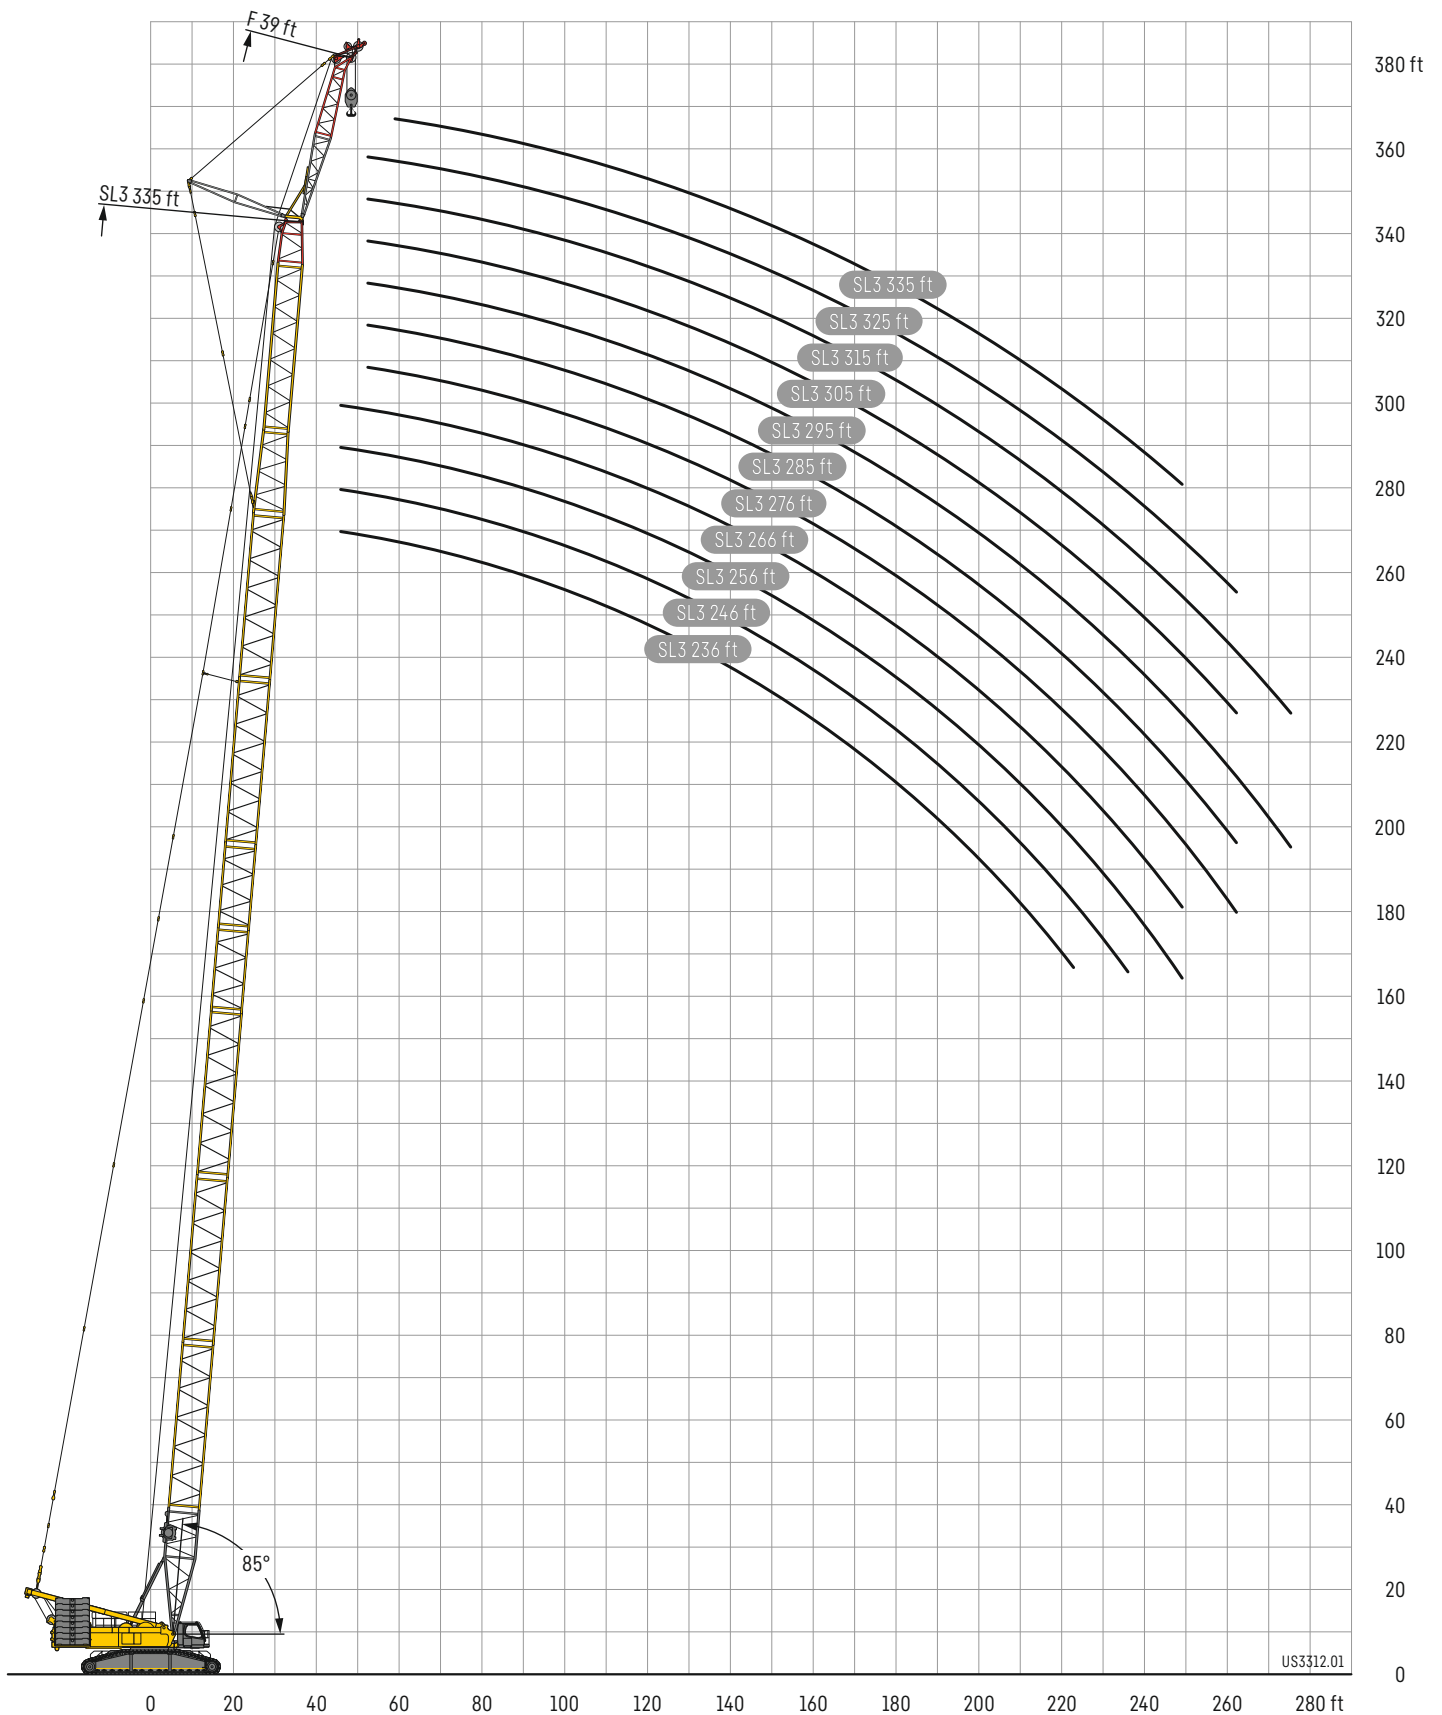 F 39 ft
380 ft
360
SL3 335 ft
340
SL3 335 ft
SL3 325 ft
320
SL3 315 ft
SL3 305 ft
300
SL3 295 ft
SL3 285 ft
280
SL3 276 ft
SL3 266 ft
260
SL3 256 ft
SL3 246 ft
SL3 236 ft
240
220
200
180
160
140
120
100
80
60
40
85°
20
US3312.01
0
0 20 40 60 80 100 120 140 160 180 200 220 240 260 280 ft